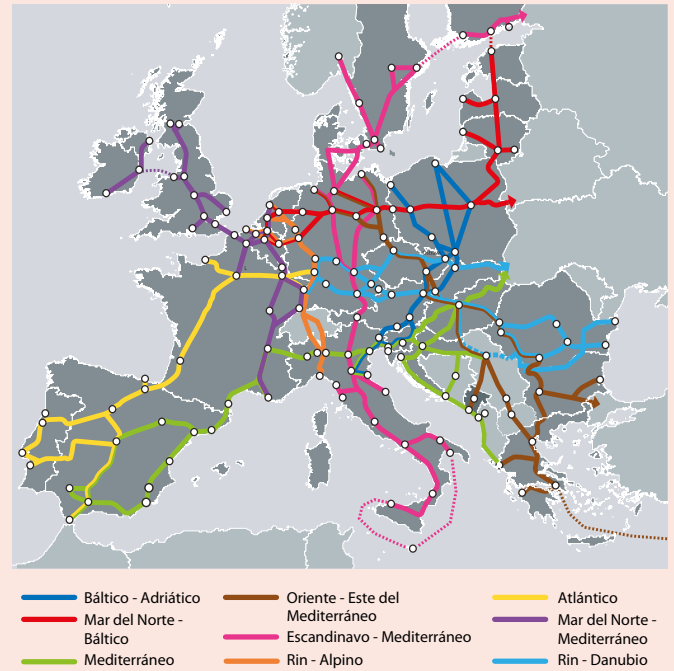 Báltico - Adriático
Mar del Norte -
Báltico
Mediterráneo
Oriente - Este del
Mediterráneo
Escandinavo - Mediterráneo
Rin - Alpino
Atlántico
Mar del Norte -
Mediterráneo
Rin - Danubio